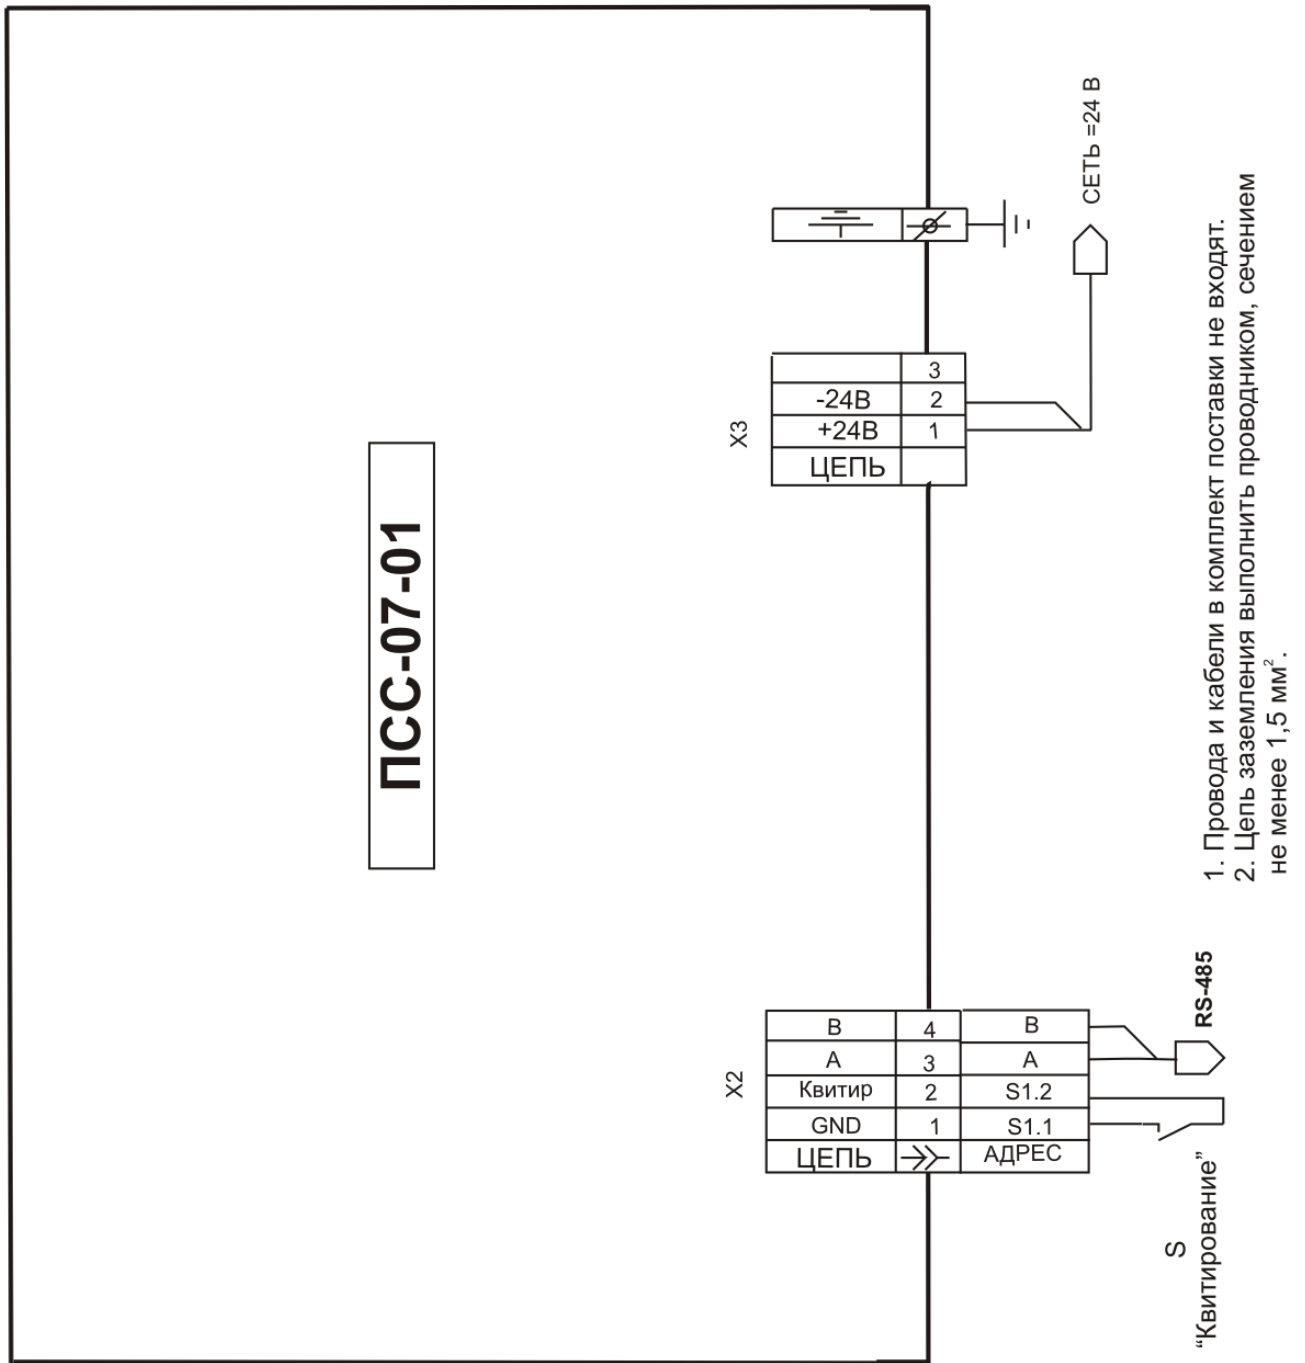 ПСС-07-01
СЕТЬ =24 В
X3
3
-24В 2
+24В 1
ЦЕПЬ
X2
B 4 B
A 3 A
Квитир 2 S1.2
GND 1 S1.1
ЦЕПЬ АДРЕС
RS-485
S
“Квитирование”
1. Провода и кабели в комплект поставки не входят.
2. Цепь заземления выполнить проводником, сечением
не менее 1,5 мм².